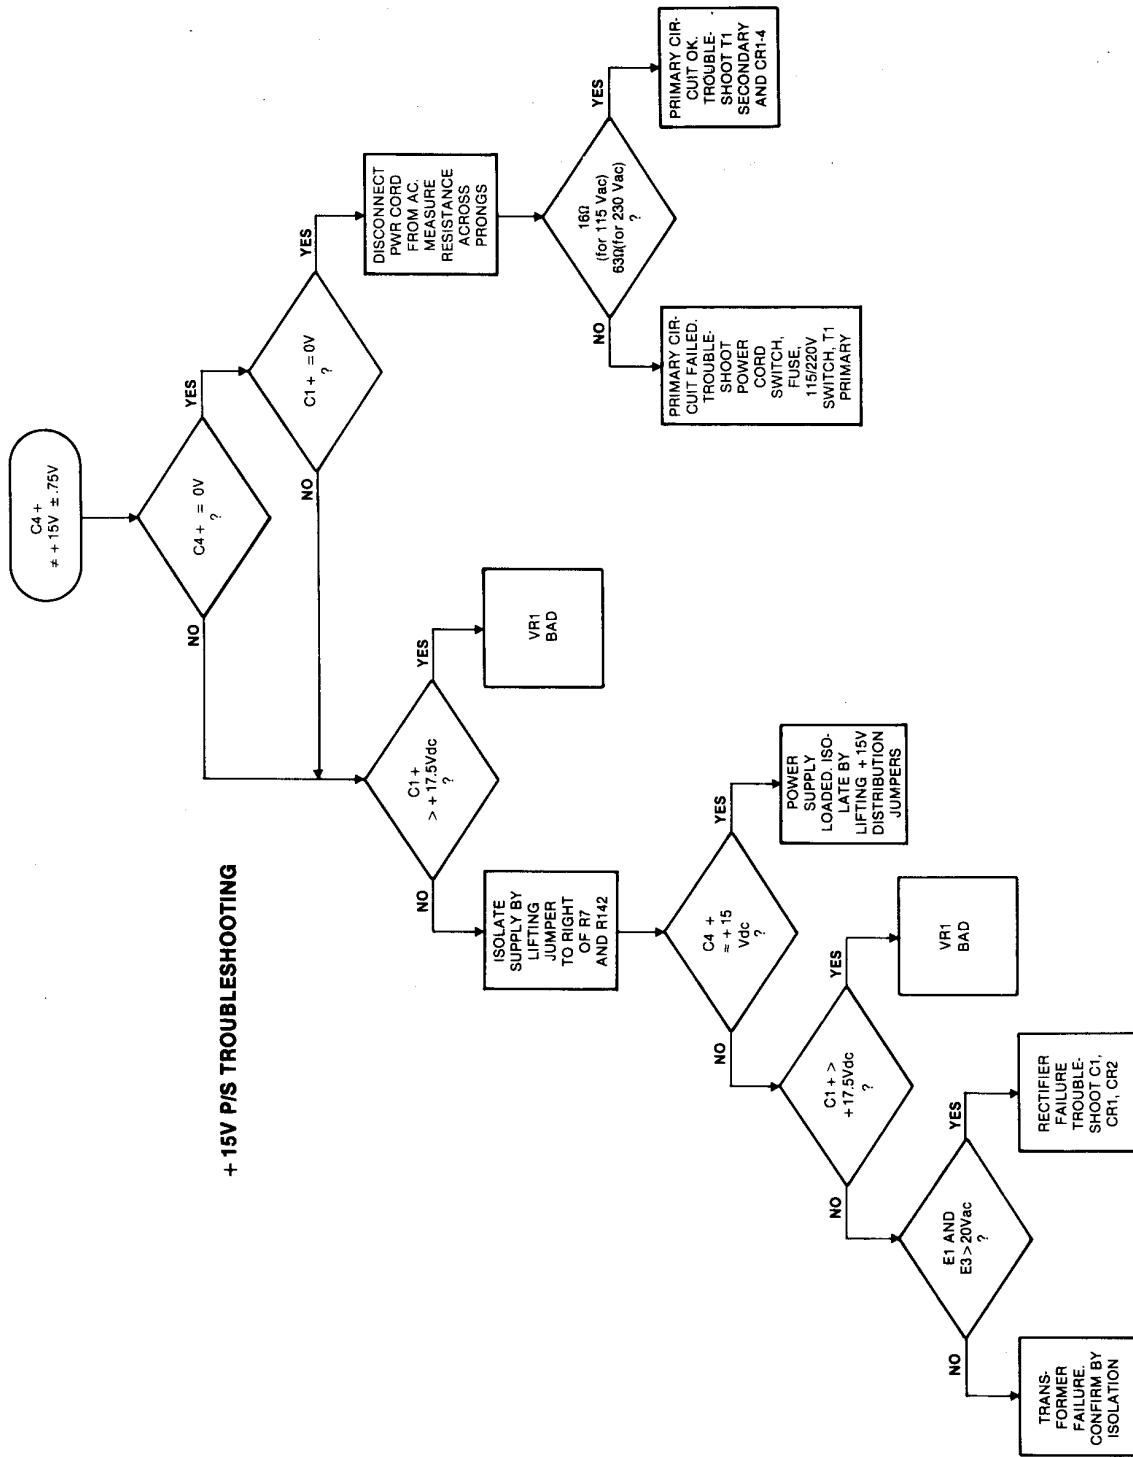 +15V P/S TROUBLESHOOTING
C4+
≠ +15V ± .75V
C4+ = 0V
?
YES
NO
C1+ = 0V
?
YES
NO
DISCONNECT
PWR CORD
FROM AC.
MEASURE
RESISTANCE
ACROSS
PRONGS
16Ω
(for 115 Vac)
63Ω(for 230 Vac)
?
YES
NO
PRIMARY CIR-
CUIT OK.
TROUBLE-
SHOOT T1
SECONDARY
AND CR1-4
PRIMARY CIR-
CUIT FAILED.
TROUBLE-
SHOOT
POWER
CORD
SWITCH,
FUSE,
115/220V
SWITCH, T1
PRIMARY
C1+
> +17.5Vdc
?
YES
NO
VR1
BAD
ISOLATE
SUPPLY BY
LIFTING
JUMPER
TO RIGHT
OF R7
AND R142
C4 +
= +15
Vdc
?
YES
NO
POWER
SUPPLY
LOADED. ISO-
LATE BY
LIFTING +15V
DISTRIBUTION
JUMPERS
C1+ >
+17.5Vdc
?
YES
NO
VR1
BAD
E1 AND
E3 > 20Vac
?
YES
NO
RECTIFIER
FAILURE
TROUBLE-
SHOOT C1,
CR1, CR2
TRANS-
FORMER
FAILURE.
CONFIRM BY
ISOLATION